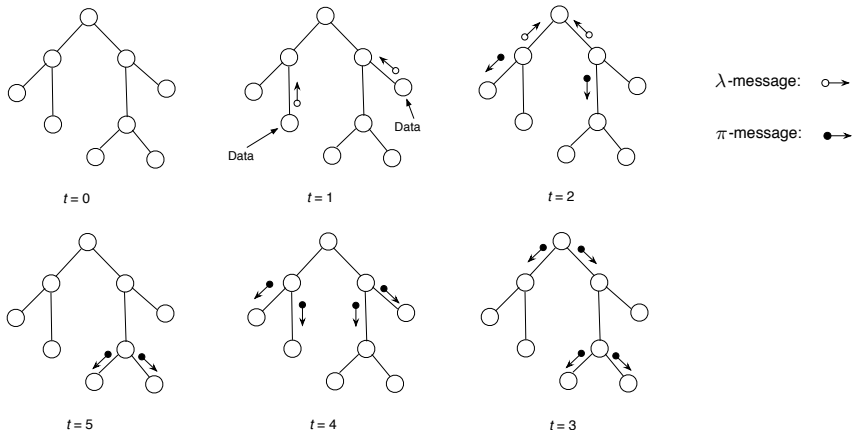 λ-message:
π-message:
Data
Data
t = 0
t = 1
t = 2
t = 5
t = 4
t = 3